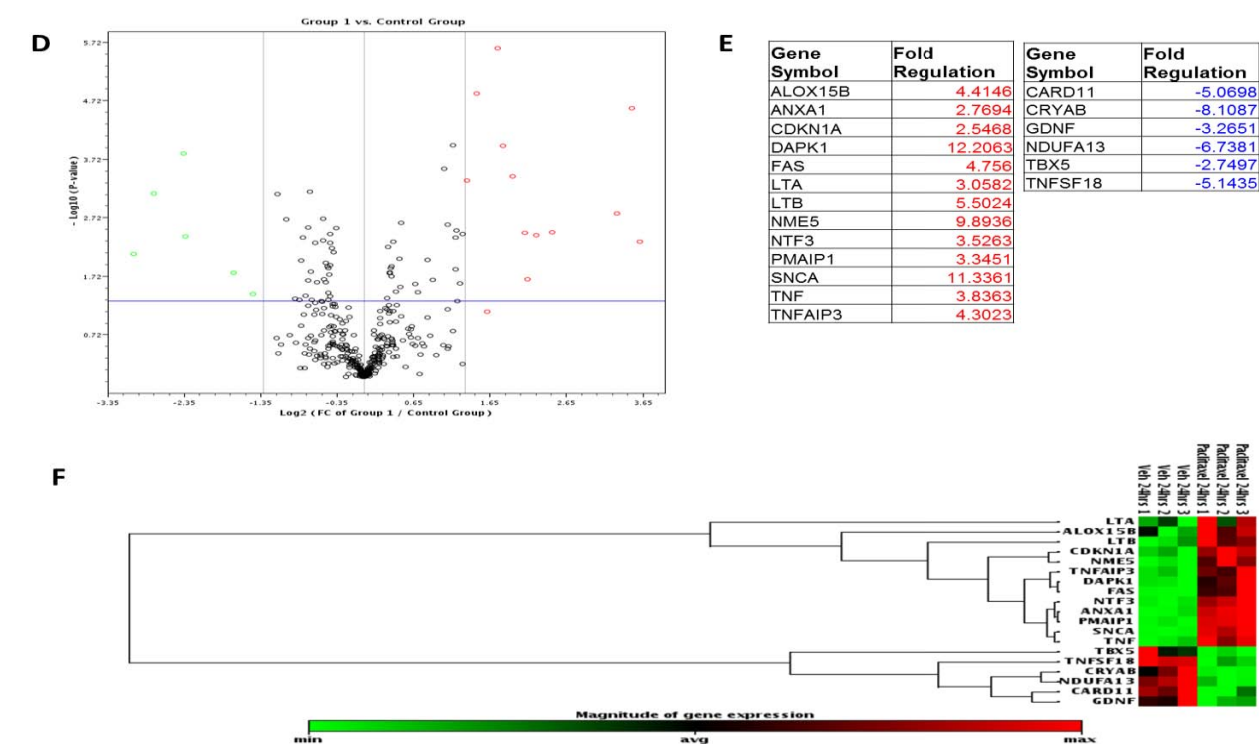 Group 1 vs. Control Group
D
- Log10 (P-value)
5.72
4.72
3.72
2.72
1.72
0.72
-3.35 -2.35 -1.35 -0.35 0.65 1.65 2.65 3.65
Log2 (FC of Group 1 / Control Group)
E
Gene Symbol Fold Regulation
ALOX15B 4.4146
ANXA1 2.7694
CDKN1A 2.5468
DAPK1 12.2063
FAS 4.756
LTA 3.0582
LTB 5.5024
NME5 9.8936
NTF3 3.5263
PMAIP1 3.3451
SNCA 11.3361
TNF 3.8363
TNFAIP3 4.3023
Gene Symbol Fold Regulation
CARD11 -5.0698
CRYAB -8.1087
GDNF -3.2651
NDUFA13 -6.7381
TBX5 -2.7497
TNFSF18 -5.1435
F
Veh 24hrs 1
Veh 24hrs 2
Veh 24hrs 3
Paclitaxel 24hrs 1
Paclitaxel 24hrs 2
Paclitaxel 24hrs 3
LTA
ALOX15B
LTB
CDKN1A
NME5
TNFAIP3
DAPK1
FAS
NTF3
ANXA1
PMAIP1
SNCA
TNF
TBX5
TNFSF18
CRYAB
NDUFA13
CARD11
GDNF
Magnitude of gene expression
min avg max